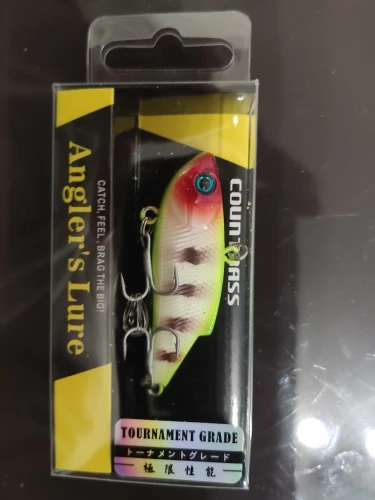 Angler's Lure
CATCH, FEEL, BRAG THE BIG!
COUNTBASS
TOURNAMENT GRADE
トーナメントグレード
極限性能